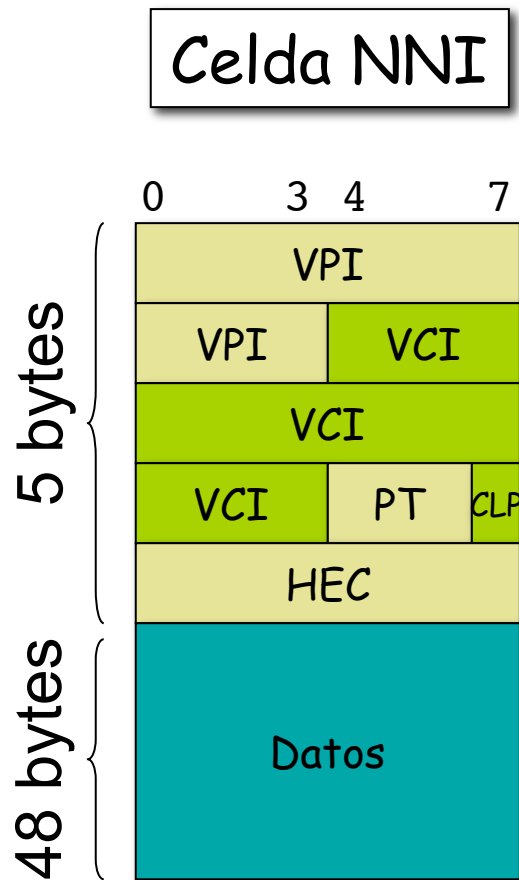 Celda NNI
0 3 4 7
VPI
VPI VCI
VCI
VCI PT CLP
HEC
5 bytes
Datos
48 bytes